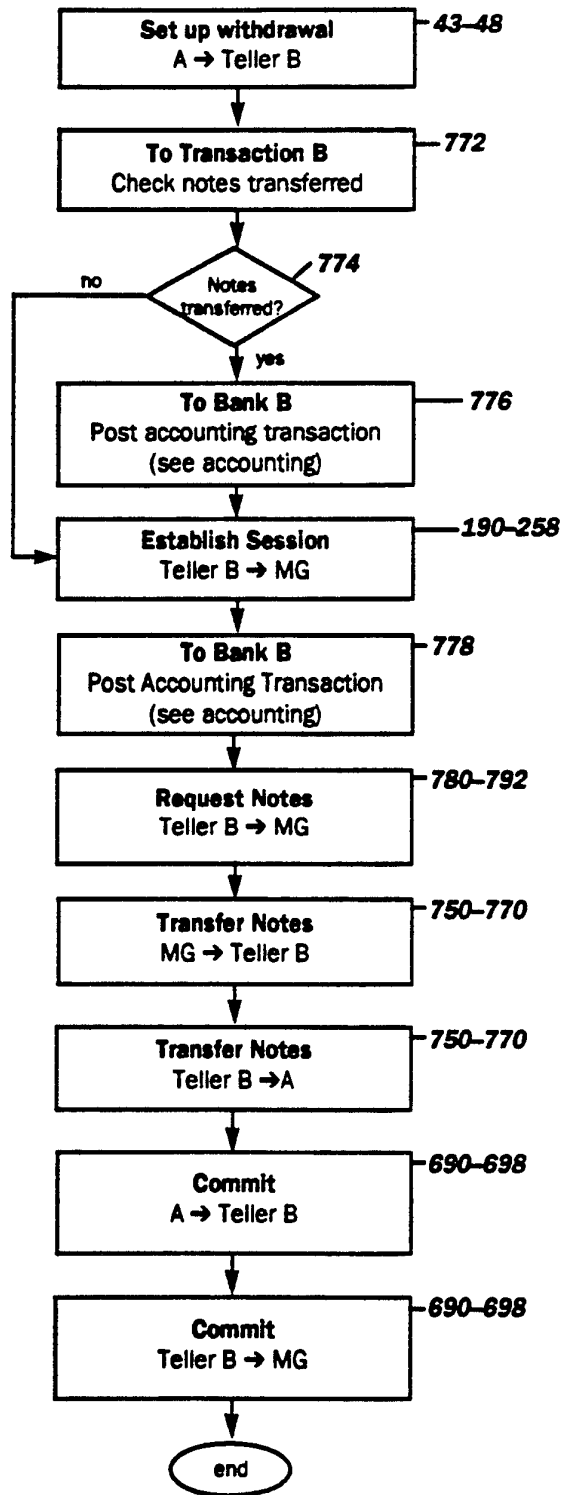 Set up withdrawal
A → Teller B
43–48
To Transaction B
Check notes transferred
772
774
Notes
transferred?
no
yes
To Bank B
Post accounting transaction
(see accounting)
776
Establish Session
Teller B → MG
190–258
To Bank B
Post Accounting Transaction
(see accounting)
778
Request Notes
Teller B → MG
780–792
Transfer Notes
MG → Teller B
750–770
Transfer Notes
Teller B →A
750–770
Commit
A → Teller B
690–698
Commit
Teller B → MG
690–698
end